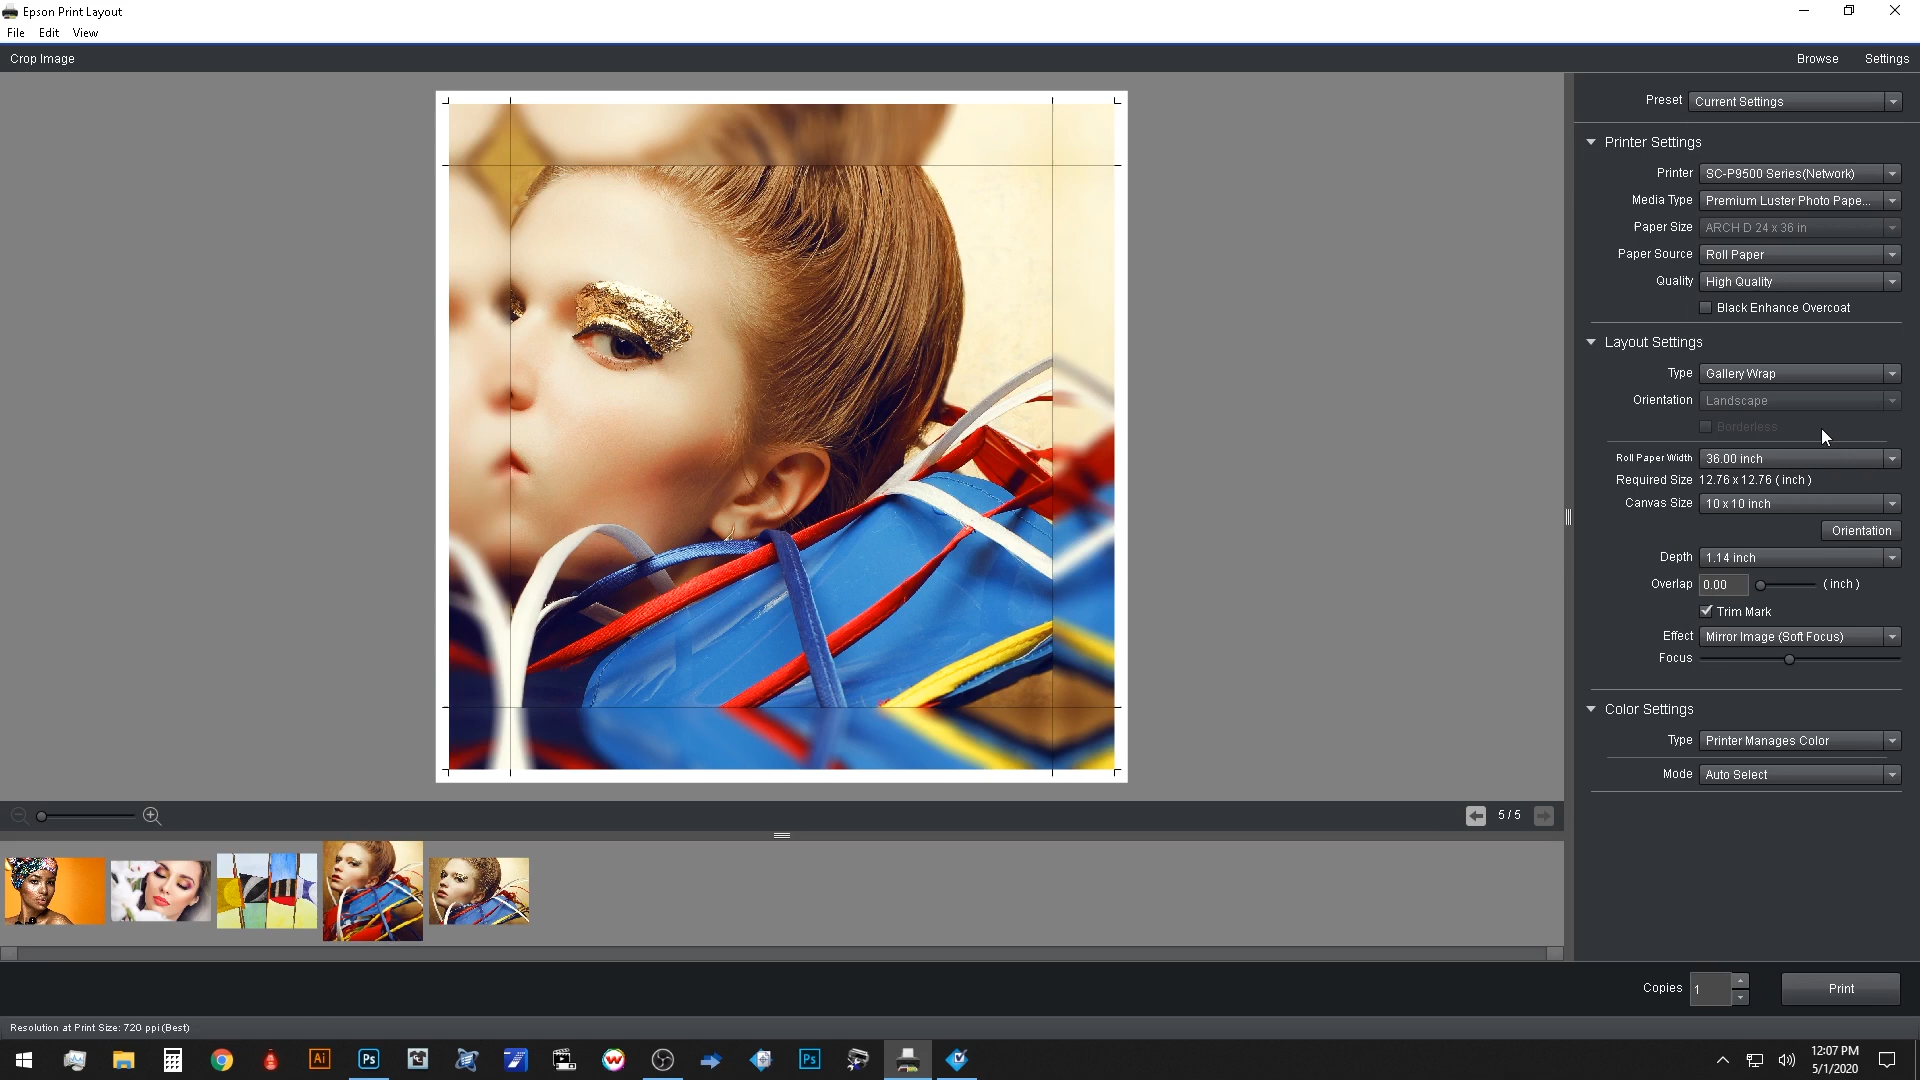 Epson Print Layout
File Edit View
Crop Image
Browse Settings
Preset Current Settings
Printer Settings
Printer SC-P9500 Series(Network)
Media Type Premium Luster Photo Pape...
Paper Size ARCH D 24 x 36 in
Paper Source Roll Paper
Quality High Quality
Black Enhance Overcoat
Layout Settings
Type Gallery Wrap
Orientation Landscape
Borderless
Roll Paper Width 36.00 inch
Required Size 12.76 x 12.76 ( inch )
Canvas Size 10 x 10 inch
Orientation
Depth 1.14 inch
Overlap 0.00 ( inch )
Trim Mark
Effect Mirror Image (Soft Focus)
Focus
Color Settings
Type Printer Manages Color
Mode Auto Select
5 / 5
Copies 1 Print
Resolution at Print Size: 720 ppi (Best)
Ai Ps Ps
12:07 PM
5/1/2020